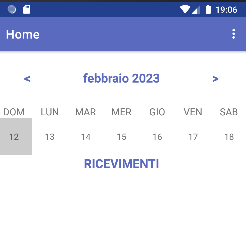 19:06
Home
< febbraio 2023 >
DOM LUN MAR MER GIO VEN SAB
12 13 14 15 16 17 18
RICEVIMENTI